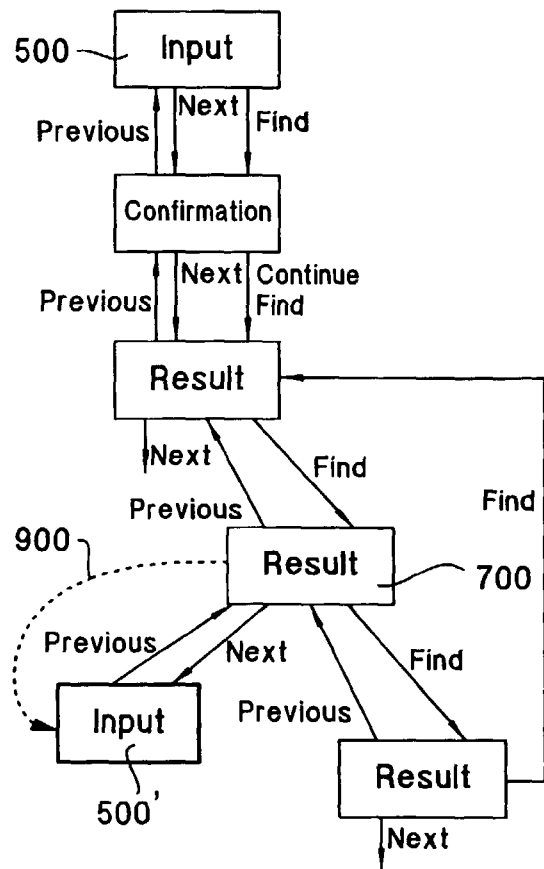 500 Input
Previous Next Find
Confirmation
Previous Next Continue
Find
Result
Next Find
Previous Find
900 Result 700
Previous Next Find
Previous
Input
Result
500'
Next